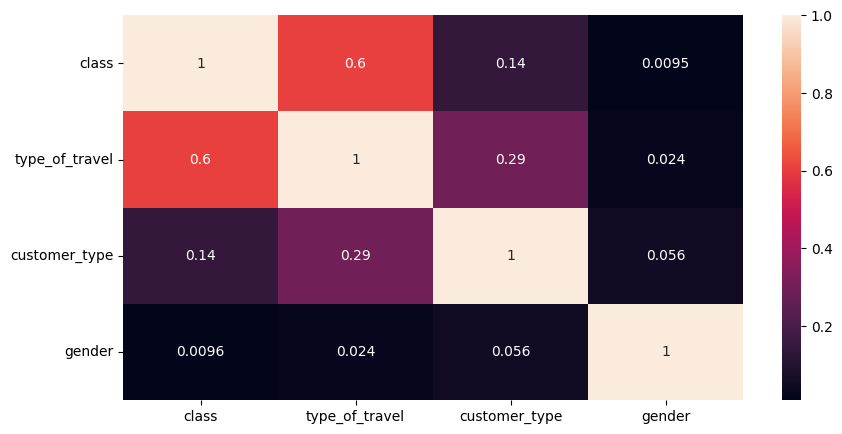 1.0
class 1 0.6 0.14 0.0095
0.8
type_of_travel 0.6 1 0.29 0.024
0.6
0.4
customer_type 0.14 0.29 1 0.056
0.2
gender 0.0096 0.024 0.056 1
class type_of_travel customer_type gender